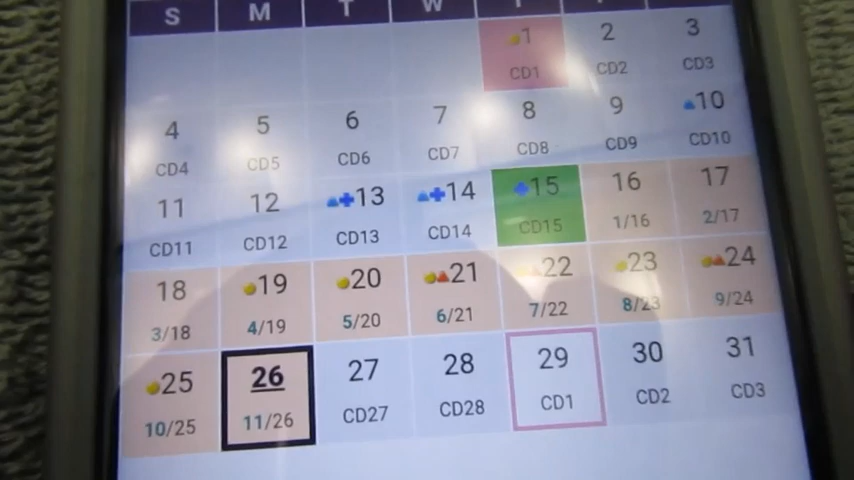 S M T W
1 2 3
CD1 CD2 CD3
4 5 6 7 8 9 10
CD4 CD5 CD6 CD7 CD8 CD9 CD10
11 12 13 14 15 16 17
CD11 CD12 CD13 CD14 CD15 1/16 2/17
18 19 20 21 22 23 24
3/18 4/19 5/20 6/21 7/22 8/23 9/24
25 26 27 28 29 30 31
10/25 11/26 CD27 CD28 CD1 CD2 CD3